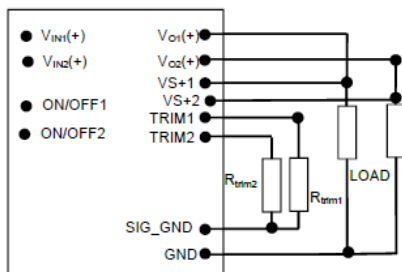 VIN1(+) VO1(+)
VIN2(+) VO2(+)
VS+1
ON/OFF1 VS+2
TRIM1
ON/OFF2 TRIM2
Rtrim2 Rtrim1 LOAD
SIG_GND
GND